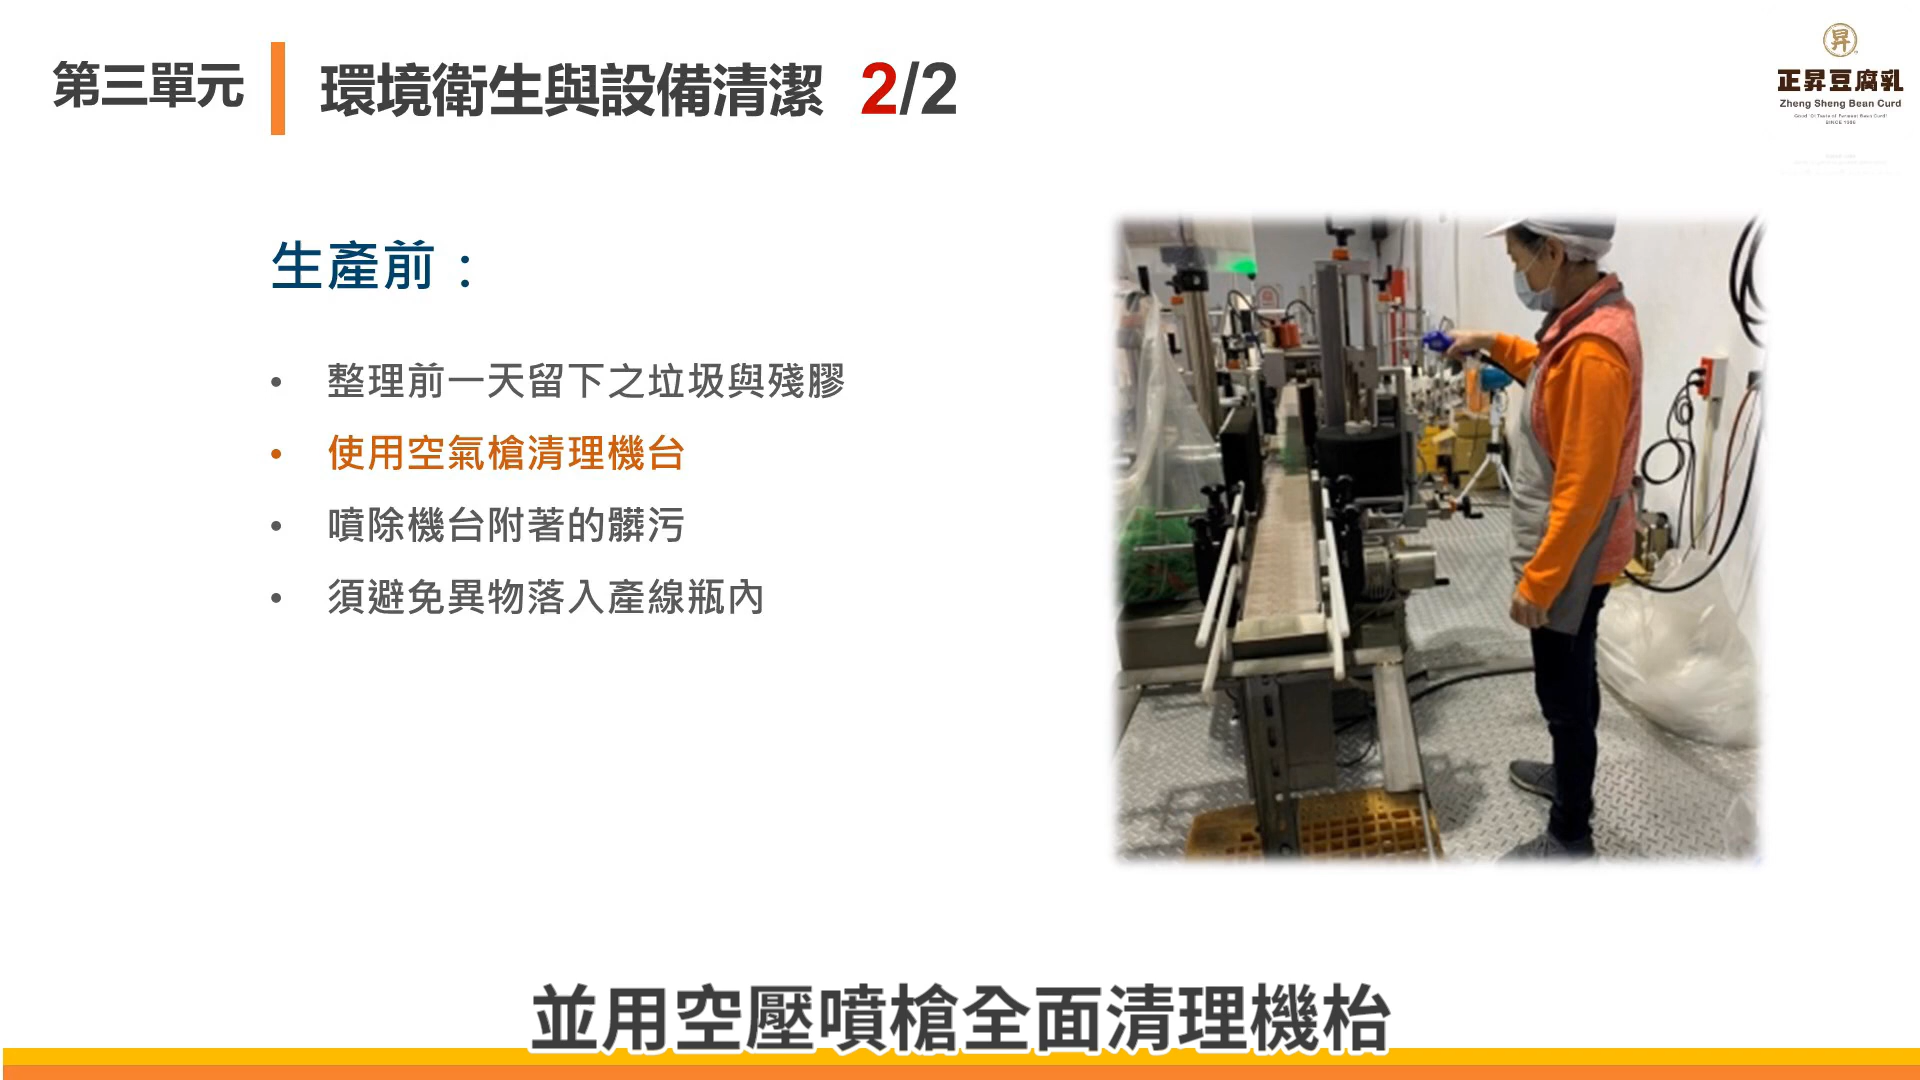 第三單元
環境衛生與設備清潔 2/2
昇
正昇豆腐乳
Zheng Sheng Bean Curd
SINCE 1980
生產前：
• 整理前一天留下之垃圾與殘膠
• 使用空氣槍清理機台
• 噴除機台附著的髒污
• 須避免異物落入產線瓶內
並用空壓噴槍全面清理機枱